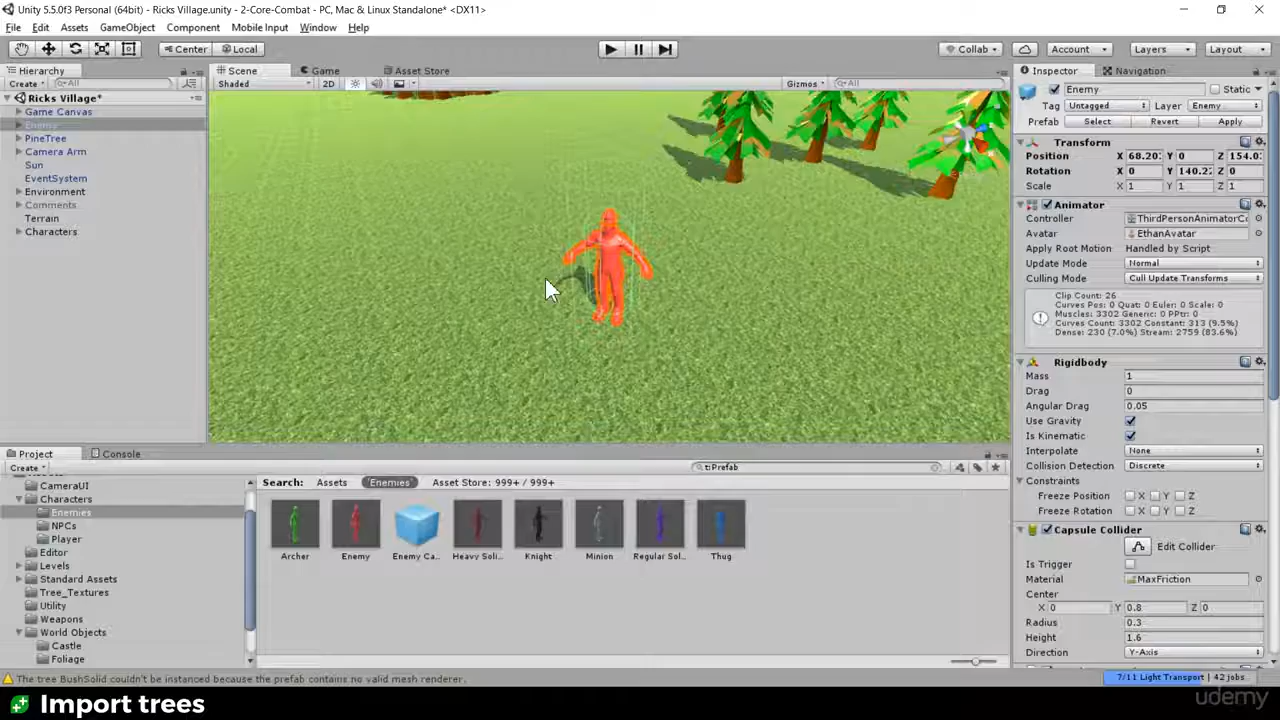 Unity 5.5.0f3 Personal (64bit) - Ricks Village.unity - 2-Core-Combat - PC, Mac & Linux Standalone* <DX11>
File Edit Assets GameObject Component Mobile Input Window Help
Center Local Collab Account Layers Layout
Hierarchy Scene Game Asset Store Inspector Navigation
Create All Shaded 2D Gizmos All
Enemy Static
Ricks Village*
Game Canvas
Enemy
PineTree
Camera Arm
Sun
EventSystem
Environment
Comments
Terrain
Characters
Tag Untagged Layer Enemy
Prefab Select Revert Apply
Transform
Position X 68.20 Y 0 Z 154.0
Rotation X 0 Y 140.2 Z 0
Scale X 1 Y 1 Z 1
Animator
Controller ThirdPersonAnimatorC
Avatar EthanAvatar
Apply Root Motion Handled by Script
Update Mode Normal
Culling Mode Cull Update Transforms
Clip Count: 26
Curves Pos: 0 Quat: 0 Euler: 0 Scale: 0
Muscles: 3302 Generic: 0 PPtr: 0
Curves Count: 3302 Constant: 313 (9.5%)
Dense: 230 (7.0%) Stream: 2759 (83.6%)
Rigidbody
Mass 1
Drag 0
Angular Drag 0.05
Use Gravity
Is Kinematic
Interpolate None
Collision Detection Discrete
Constraints
Freeze Position X Y Z
Freeze Rotation X Y Z
Capsule Collider
Edit Collider
Is Trigger
Material MaxFriction
Center
X 0 Y 0.8 Z 0
Radius 0.3
Height 1.6
Direction Y-Axis
Project Console
Create t:Prefab
CameraUI
Characters
Enemies
NPCs
Player
Editor
Levels
Standard Assets
Tree_Textures
Utility
Weapons
World Objects
Castle
Foliage
Search: Assets 'Enemies' Asset Store: 999+ / 999+
Archer Enemy Enemy Ca... Heavy Soli... Knight Minion Regular Sol... Thug
The tree BushSolid couldn't be instanced because the prefab contains no valid mesh renderer.
7/11 Light Transport | 42 jobs
Import trees
udemy